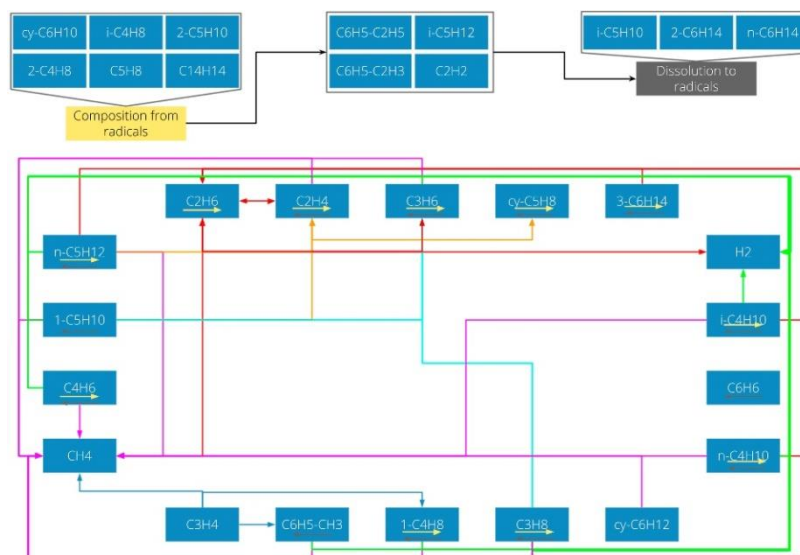 cy-C6H10 i-C4H8 2-C5H10
2-C4H8 C5H8 C14H14
Composition from
radicals
C6H5-C2H5 i-C5H12
C6H5-C2H3 C2H2
i-C5H10 2-C6H14 n-C6H14
Dissolution to
radicals
C2H6 C2H4 C3H6 cy-C5H8 3-C6H14
n-C5H12 H2
1-C5H10 i-C4H10
C4H6 C6H6
CH4 n-C4H10
C3H4 C6H5-CH3 1-C4H8 C3H8 cy-C6H12